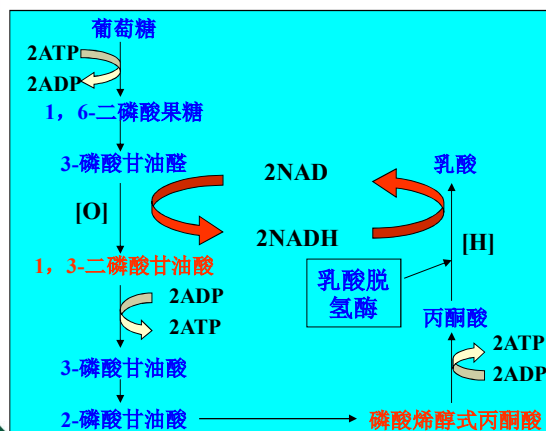 葡萄糖
2ATP
2ADP
1，6-二磷酸果糖
3-磷酸甘油醛
[O]
2NAD
2NADH
乳酸
[H]
1，3-二磷酸甘油酸
乳酸脱
氢酶
2ADP
2ATP
丙酮酸
2ATP
2ADP
3-磷酸甘油酸
2-磷酸甘油酸
磷酸烯醇式丙酮酸